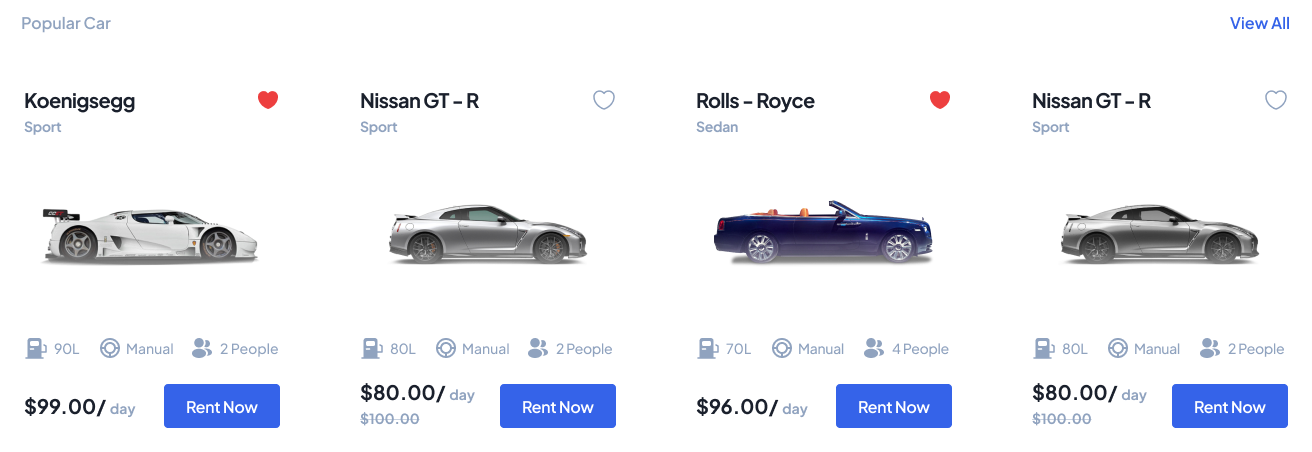 Popular Car
View All
Koenigsegg
Sport
90L
Manual
2 People
$99.00/ day
Rent Now
Nissan GT - R
Sport
80L
Manual
2 People
$80.00/ day
$100.00
Rent Now
Rolls - Royce
Sedan
70L
Manual
4 People
$96.00/ day
Rent Now
Nissan GT - R
Sport
80L
Manual
2 People
$80.00/ day
$100.00
Rent Now